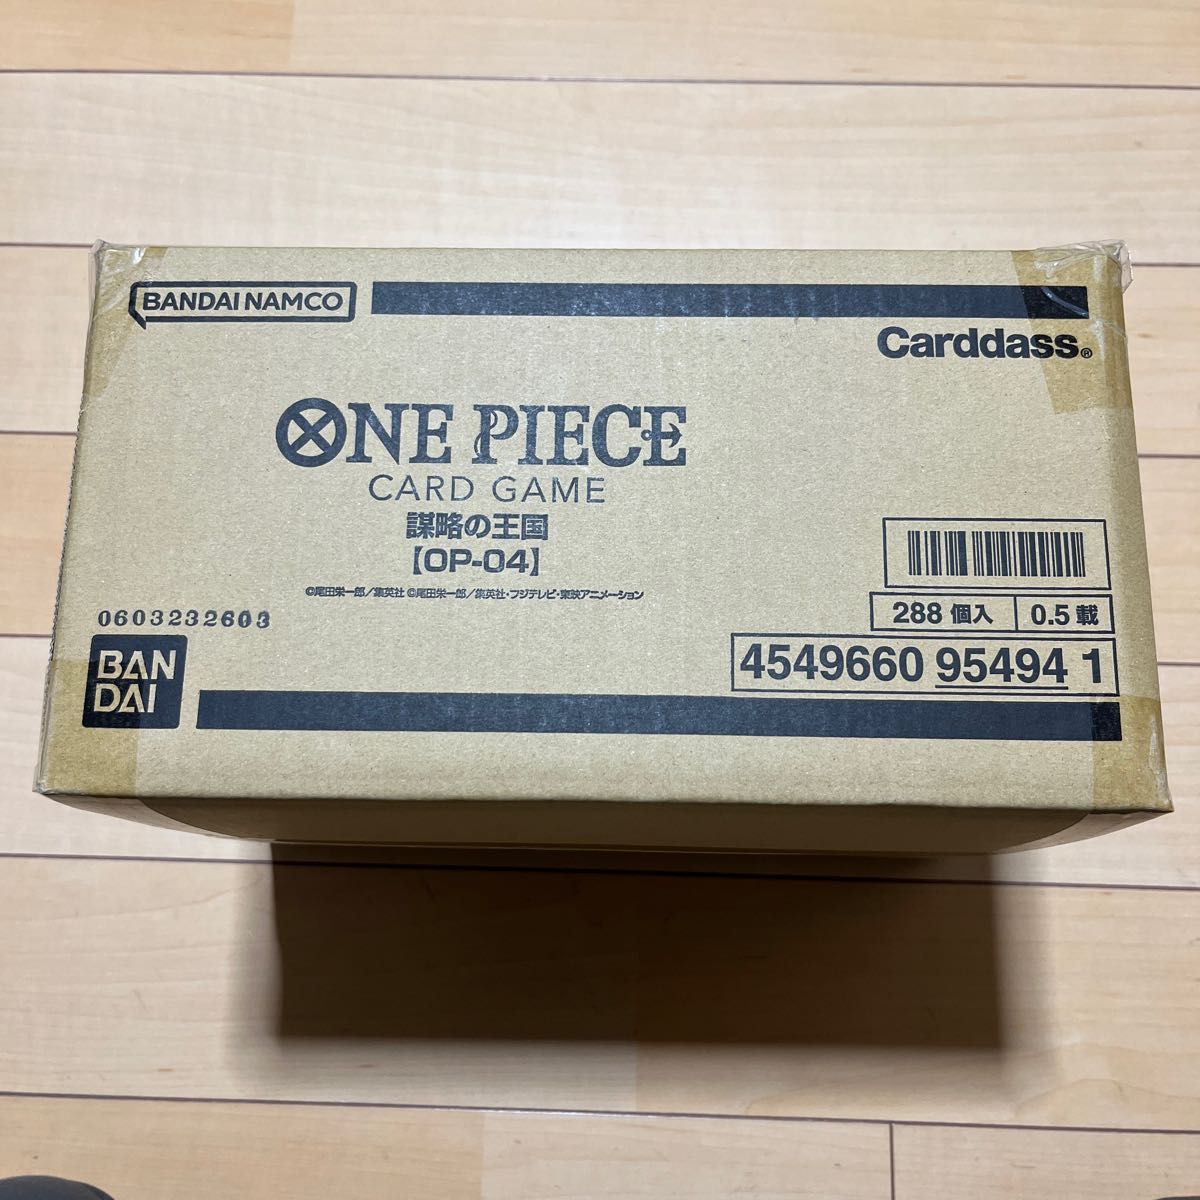 BANDAI NAMCO
Carddass®
ONE PIECE
CARD GAME
謀略の王国
【OP-04】
©尾田栄一郎/集英社 ©尾田栄一郎/集英社・フジテレビ・東映アニメーション
0603232603
288 個入 0.5 載
BAN
DAI
4549660 95494 1